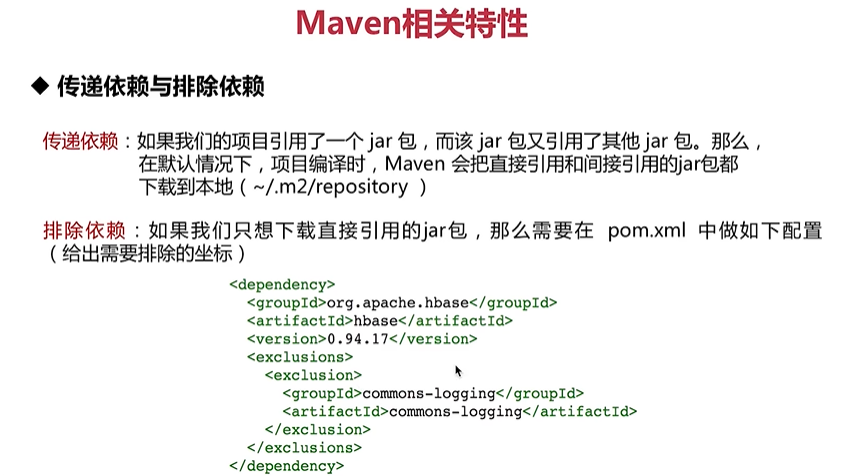 Maven相关特性
◆ 传递依赖与排除依赖
传递依赖：如果我们的项目引用了一个 jar 包，而该 jar 包又引用了其他 jar 包。那么，
在默认情况下，项目编译时，Maven 会把直接引用和间接引用的jar包都
下载到本地（~/.m2/repository ）
排除依赖：如果我们只想下载直接引用的jar包，那么需要在 pom.xml 中做如下配置
（给出需要排除的坐标）
<dependency>
  <groupId>org.apache.hbase</groupId>
  <artifactId>hbase</artifactId>
  <version>0.94.17</version>
  <exclusions>
    <exclusion>
      <groupId>commons-logging</groupId>
      <artifactId>commons-logging</artifactId>
    </exclusion>
  </exclusions>
</dependency>